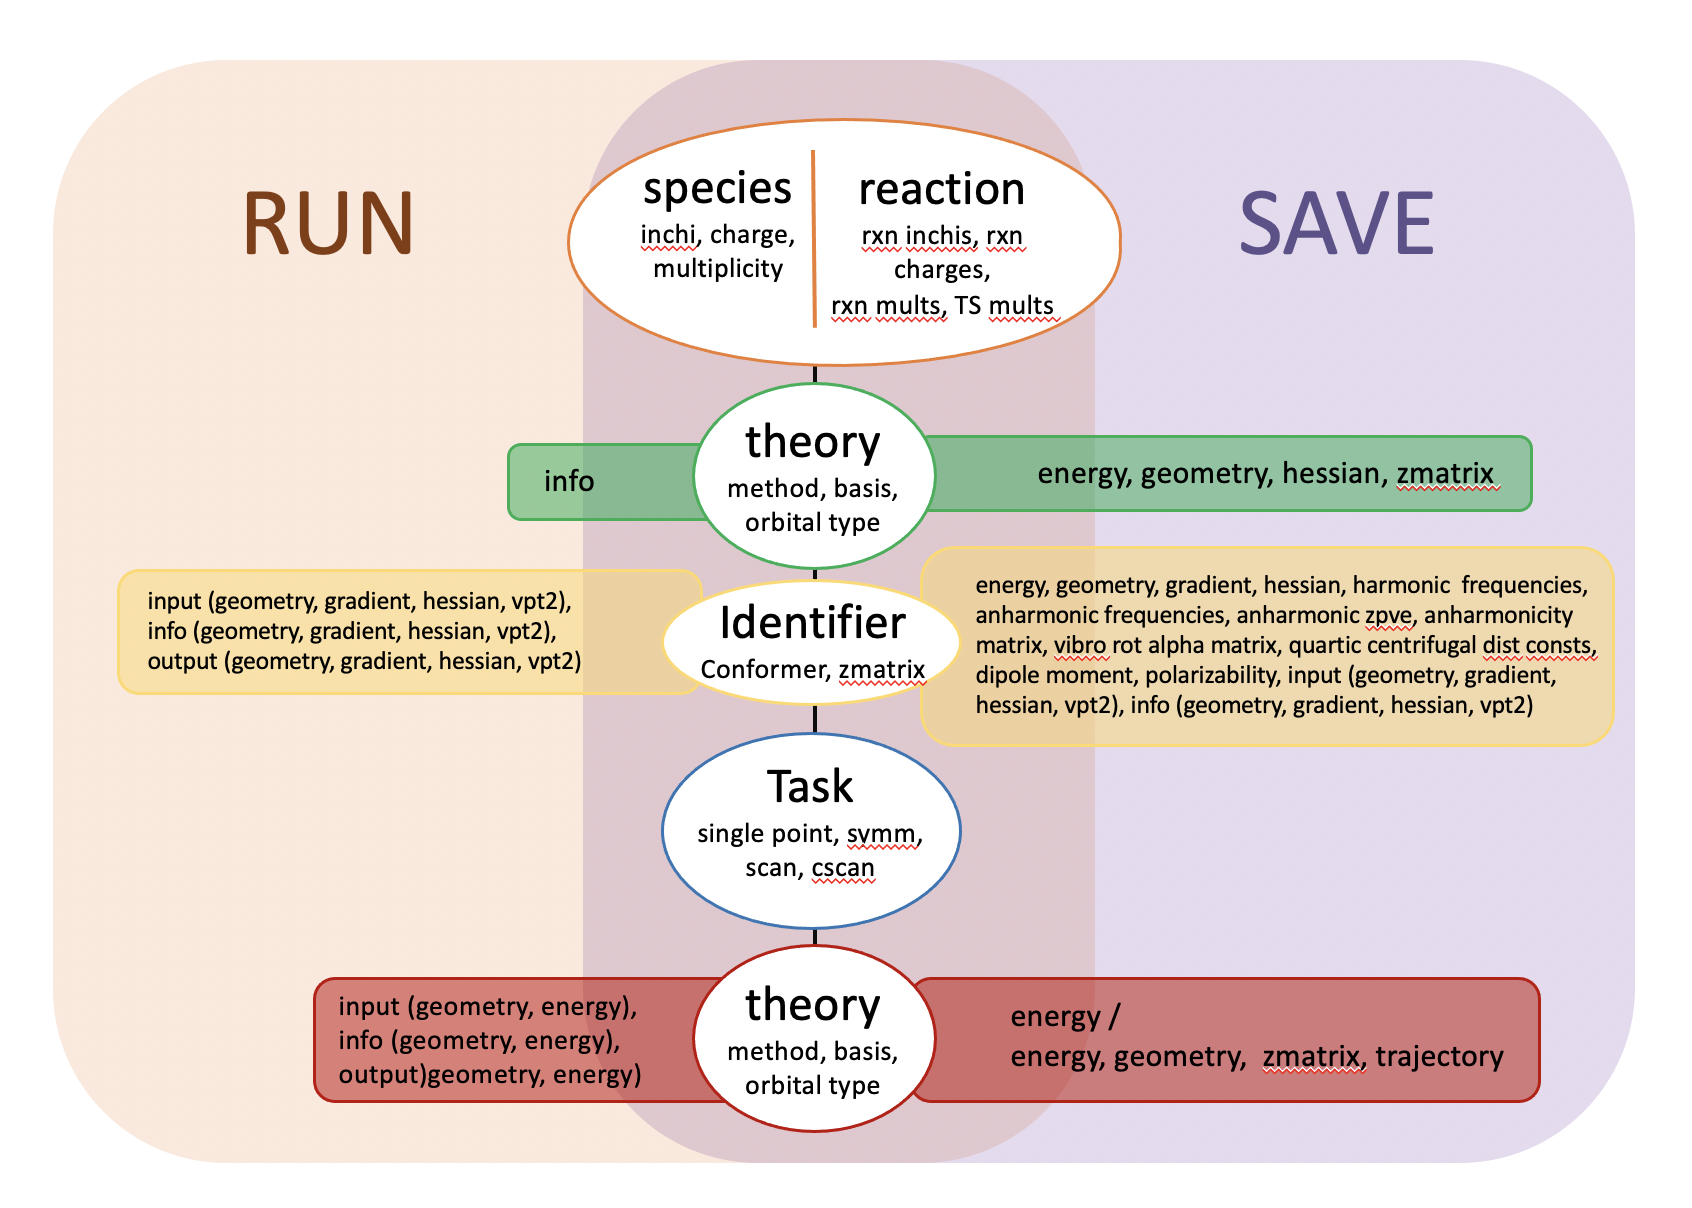 RUN
SAVE
species
inchi, charge,
multiplicity
reaction
rxn inchis, rxn
charges,
rxn mults, TS mults
theory
method, basis,
orbital type
info
energy, geometry, hessian, zmatrix
Identifier
Conformer, zmatrix
input (geometry, gradient, hessian, vpt2),
info (geometry, gradient, hessian, vpt2),
output (geometry, gradient, hessian, vpt2)
energy, geometry, gradient, hessian, harmonic  frequencies,
anharmonic frequencies, anharmonic zpve, anharmonicity
matrix, vibro rot alpha matrix, quartic centrifugal dist consts,
dipole moment, polarizability, input (geometry, gradient,
hessian, vpt2), info (geometry, gradient, hessian, vpt2)
Task
single point, symm,
scan, cscan
theory
method, basis,
orbital type
input (geometry, energy),
info (geometry, energy),
output)geometry, energy)
energy /
energy, geometry,  zmatrix, trajectory